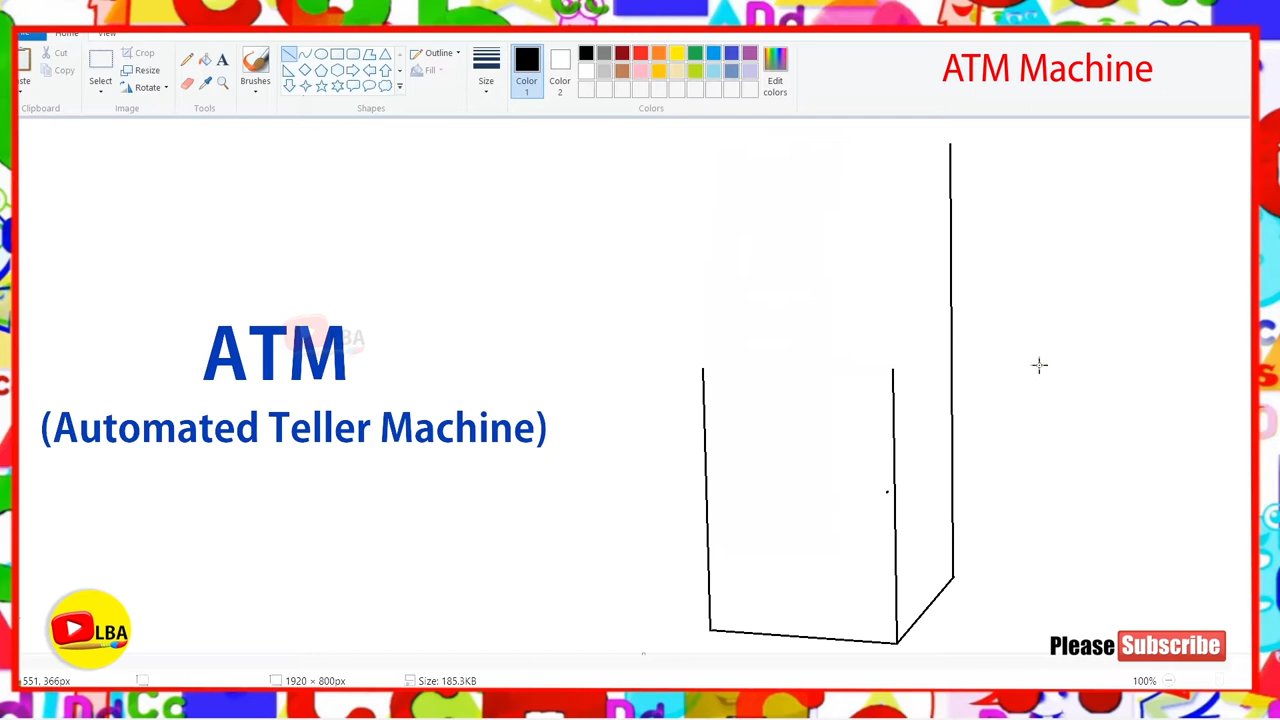 Home View
Cut
Copy
Clipboard
Select
Crop
Resize
Rotate
Image
A
Tools
Brushes
Shapes
Outline
Fill
Size
Color 1
Color 2
Colors
Edit colors
ATM Machine
ATM
(Automated Teller Machine)
LBA
Please Subscribe
551, 366px
1920 × 800px
Size: 185.3KB
100%